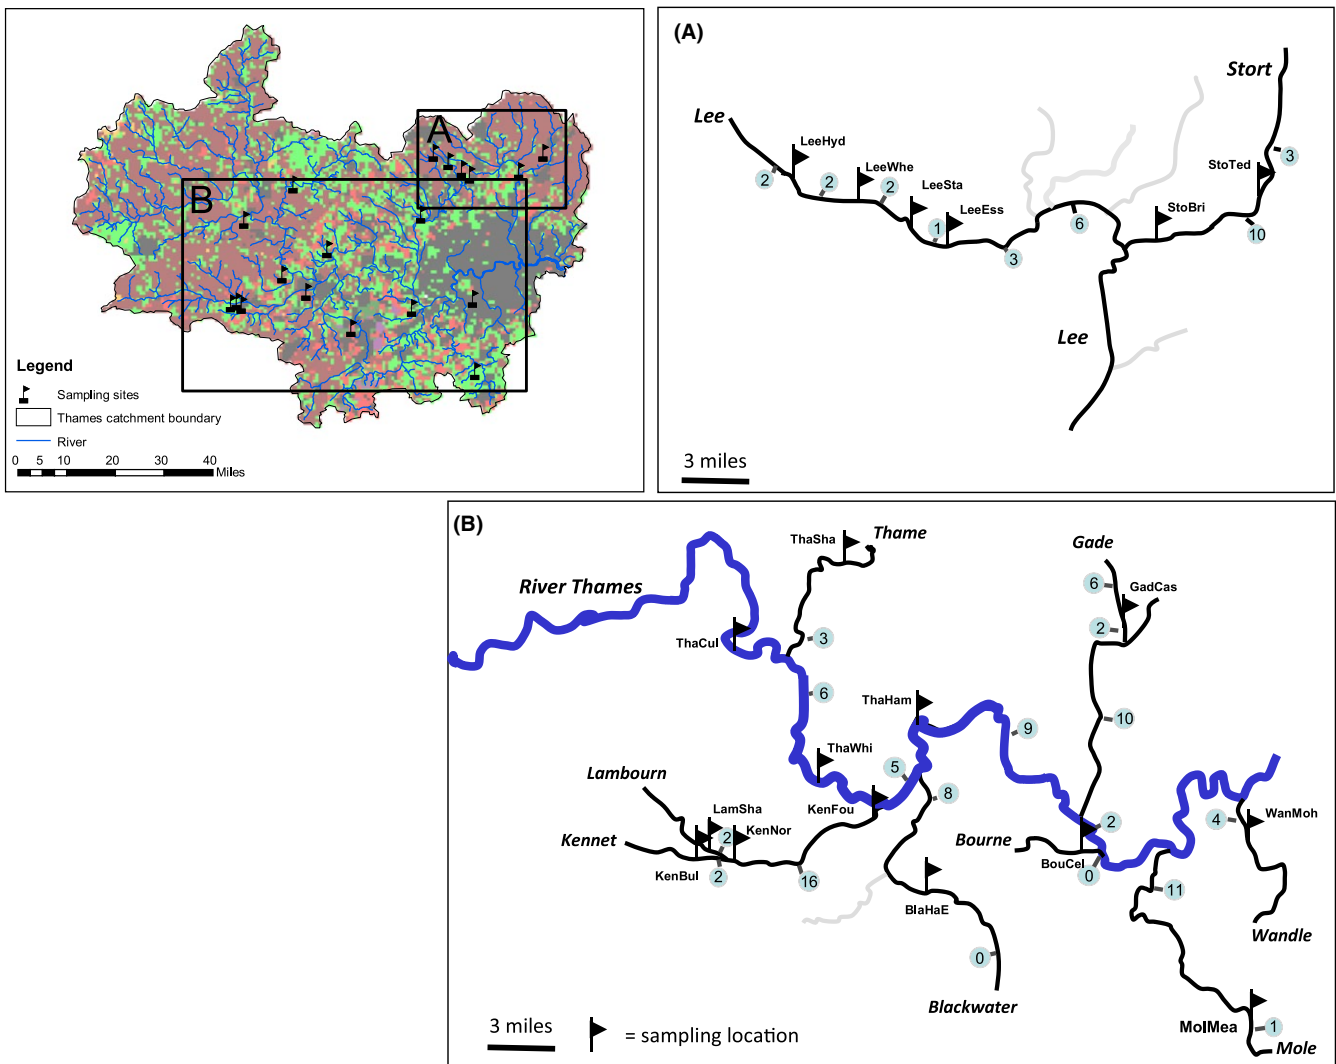 A
B
Legend
Sampling sites
Thames catchment boundary
River
0 5 10 20 30 40
Miles
(A)
Stort
Lee
LeeHyd
LeeWhe
LeeSta
LeeEss
StoTed
StoBri
2
2
2
1
3
6
10
3
Lee
3 miles
(B)
ThaSha
Thame
Gade
River Thames
6
GadCas
2
ThaCul
3
6
ThaHam
10
9
ThaWhi
5
8
Lambourn
LamSha
KenFou
KenNor
Kennet
2
KenBul
2
16
Bourne
2
BouCel
0
4
WanMoh
BlaHaE
11
Wandle
0
Blackwater
MolMea
1
Mole
3 miles
= sampling location